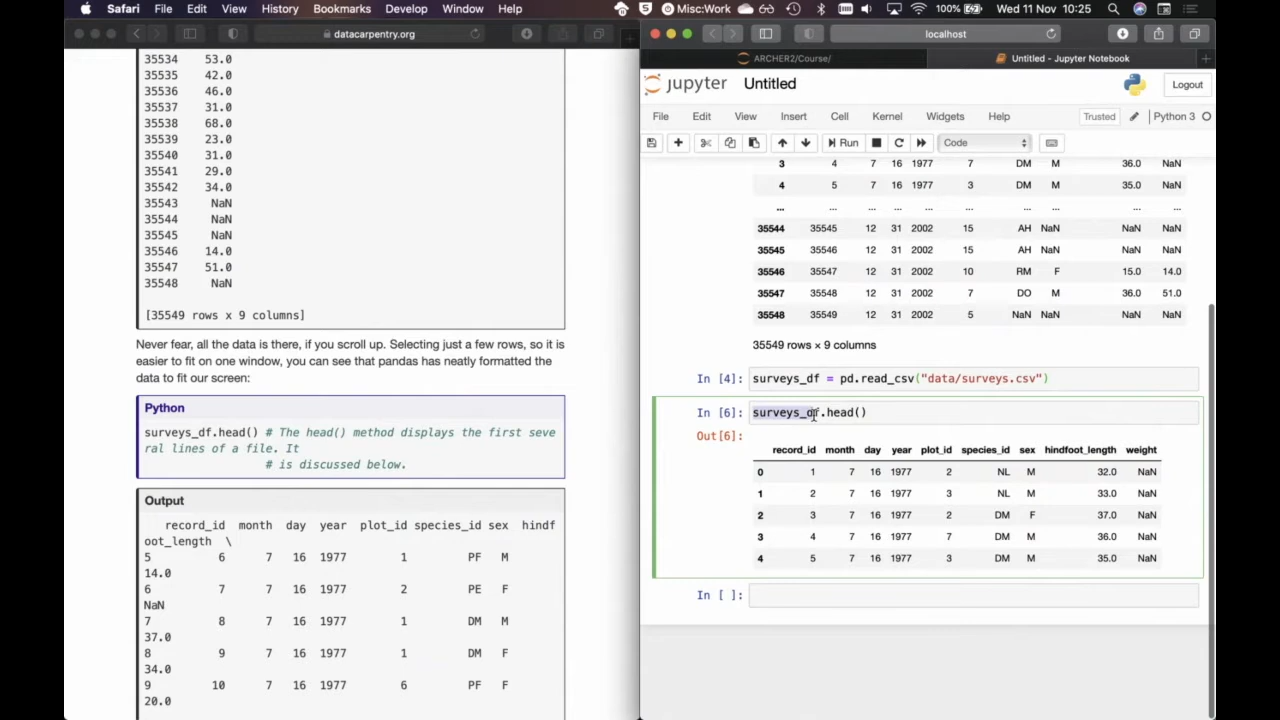 Safari File Edit View History Bookmarks Develop Window Help Misc:Work 100% Wed 11 Nov 10:25
datacarpentry.org
35534 53.0
35535 42.0
35536 46.0
35537 31.0
35538 68.0
35539 23.0
35540 31.0
35541 29.0
35542 34.0
35543 NaN
35544 NaN
35545 NaN
35546 14.0
35547 51.0
35548 NaN
[35549 rows x 9 columns]
Never fear, all the data is there, if you scroll up. Selecting just a few rows, so it is
easier to fit on one window, you can see that pandas has neatly formatted the
data to fit our screen:
Python
surveys_df.head() # The head() method displays the first seve
ral lines of a file. It
# is discussed below.
Output
record_id month day year plot_id species_id sex hindf
oot_length \
5 6 7 16 1977 1 PF M
14.0
6 7 7 16 1977 2 PE F
NaN
7 8 7 16 1977 1 DM M
37.0
8 9 7 16 1977 1 DM F
34.0
9 10 7 16 1977 6 PF F
20.0
localhost
ARCHER2/Course/ Untitled - Jupyter Notebook
jupyter Untitled Logout
File Edit View Insert Cell Kernel Widgets Help Trusted Python 3
Run Code
3 4 7 16 1977 7 DM M 36.0 NaN
4 5 7 16 1977 3 DM M 35.0 NaN
... ... ... ... ... ... ... ... ... ...
35544 35545 12 31 2002 15 AH NaN NaN NaN
35545 35546 12 31 2002 15 AH NaN NaN NaN
35546 35547 12 31 2002 10 RM F 15.0 14.0
35547 35548 12 31 2002 7 DO M 36.0 51.0
35548 35549 12 31 2002 5 NaN NaN NaN NaN
35549 rows × 9 columns
In [4]: surveys_df = pd.read_csv("data/surveys.csv")
In [6]: surveys_df.head()
Out[6]:
record_id month day year plot_id species_id sex hindfoot_length weight
0 1 7 16 1977 2 NL M 32.0 NaN
1 2 7 16 1977 3 NL M 33.0 NaN
2 3 7 16 1977 2 DM F 37.0 NaN
3 4 7 16 1977 7 DM M 36.0 NaN
4 5 7 16 1977 3 DM M 35.0 NaN
In [ ]: